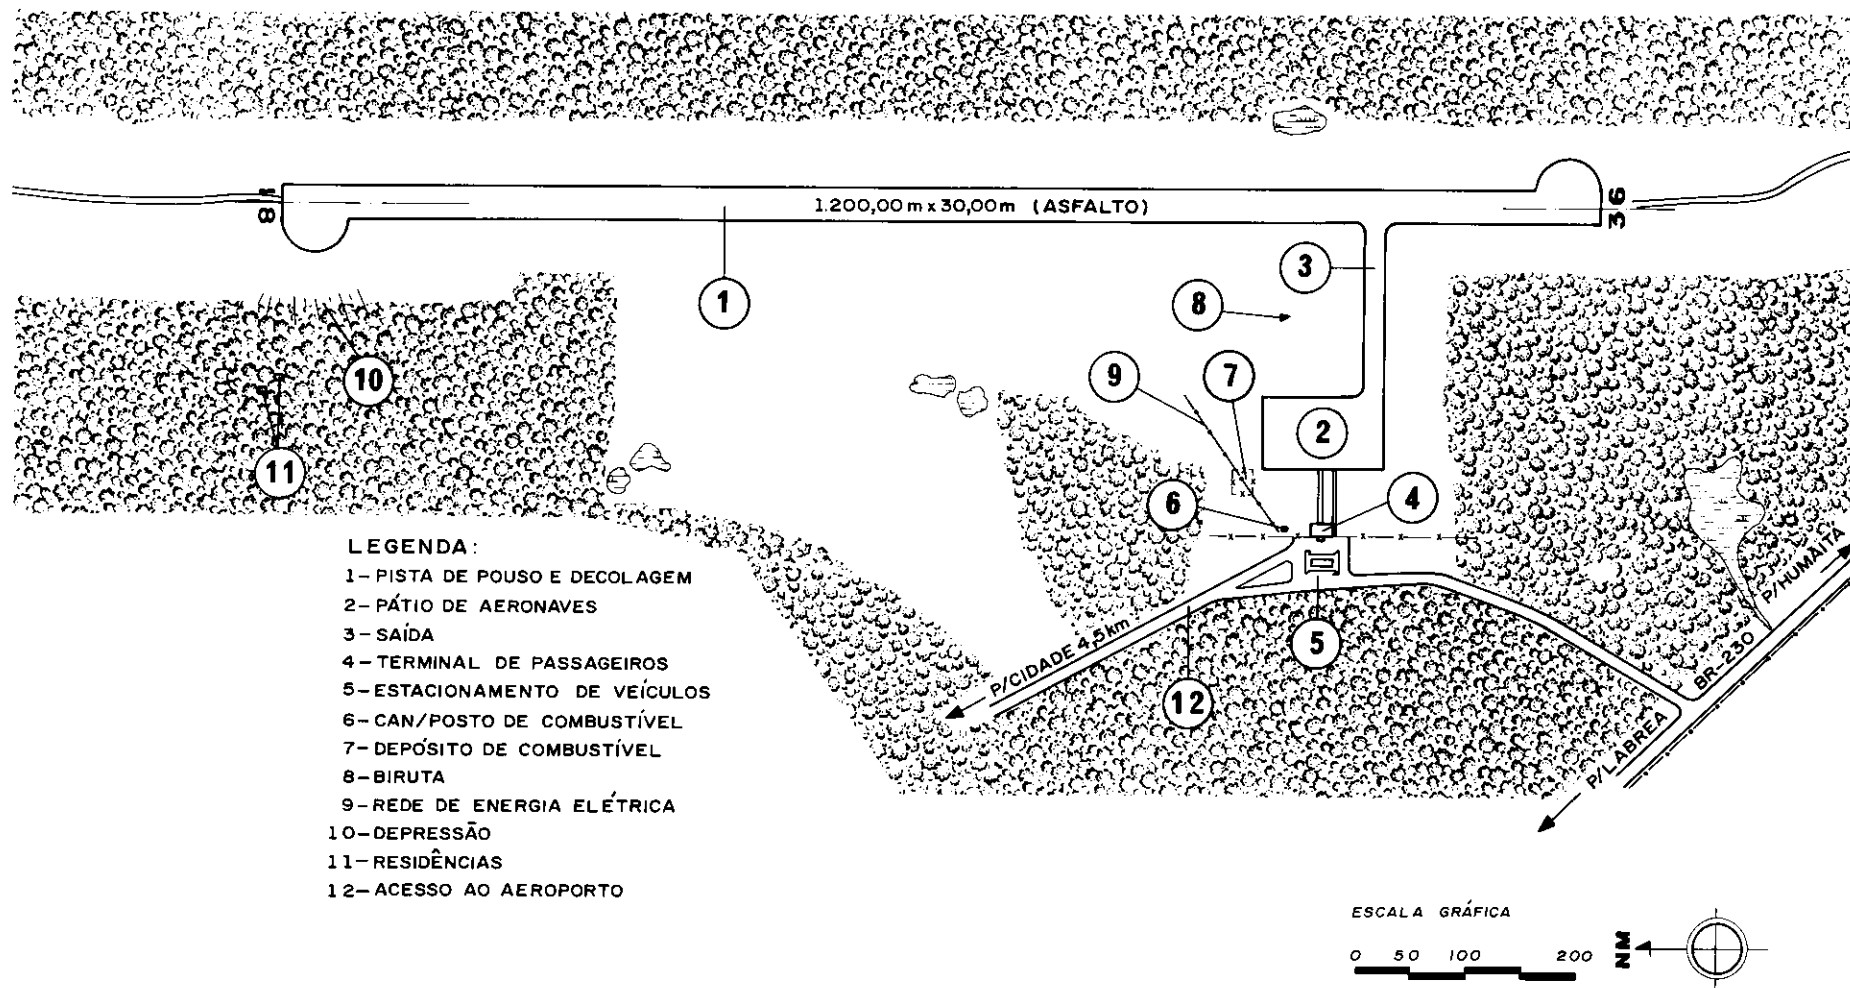 18
1.200,00 m x 30,00 m (ASFALTO)
36
1
2
3
4
5
6
7
8
9
10
11
12
P/CIDADE 4,5 km
P/HUMAITÁ
BR-230
P/LABREA
LEGENDA:
1-PISTA DE POUSO E DECOLAGEM
2-PÁTIO DE AERONAVES
3-SAÍDA
4-TERMINAL DE PASSAGEIROS
5-ESTACIONAMENTO DE VEÍCULOS
6-CAN/POSTO DE COMBUSTÍVEL
7-DEPÓSITO DE COMBUSTÍVEL
8-BIRUTA
9-REDE DE ENERGIA ELÉTRICA
10-DEPRESSÃO
11-RESIDÊNCIAS
12-ACESSO AO AEROPORTO
ESCALA GRÁFICA
0 50 100 200
NM